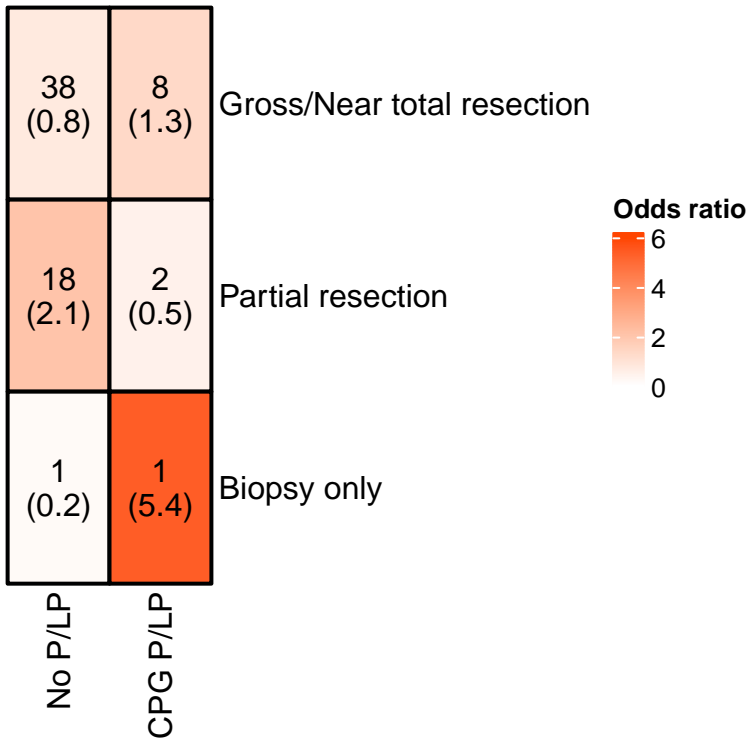 38
(0.8)
8
(1.3)
Gross/Near total resection
18
(2.1)
2
(0.5)
Partial resection
1
(0.2)
1
(5.4)
Biopsy only
No P/LP
CPG P/LP
Odds ratio
6
4
2
0